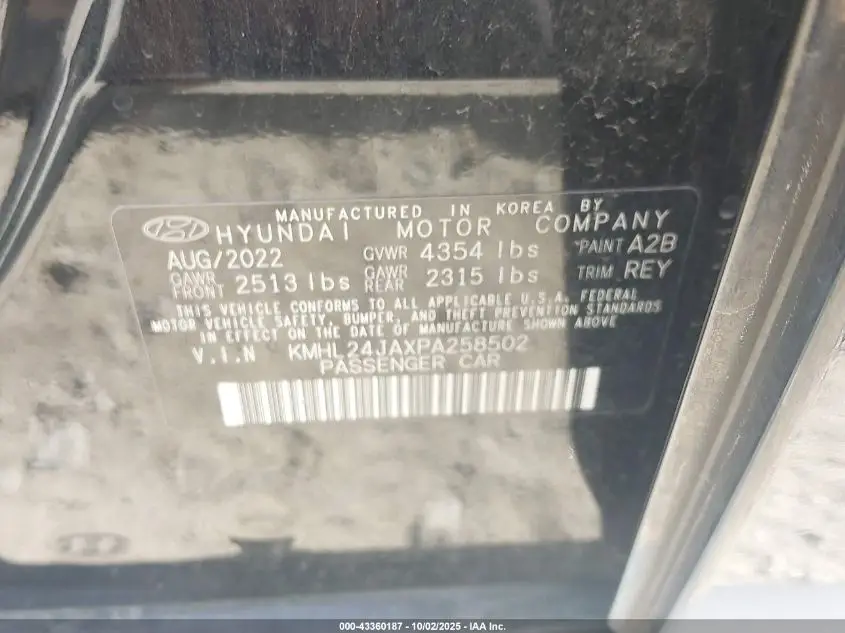 MANUFACTURED IN KOREA BY
HYUNDAI MOTOR COMPANY
AUG/2022 GVWR 4354 lbs PAINT A2B
GAWR FRONT 2513 lbs GAWR REAR 2315 lbs TRIM REY
THIS VEHICLE CONFORMS TO ALL APPLICABLE U.S.A. FEDERAL
MOTOR VEHICLE SAFETY, BUMPER, AND THEFT PREVENTION STANDARDS
IN EFFECT ON THE DATE OF MANUFACTURE SHOWN ABOVE
V.I.N KMHL24JAXPA258502
PASSENGER CAR
000-43360187 - 10/02/2025 - IAA Inc.